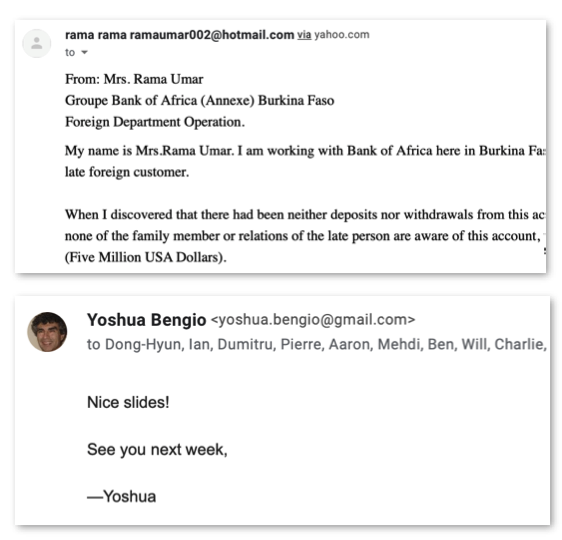 rama rama ramaumar002@hotmail.com via yahoo.com
to
From: Mrs. Rama Umar
Groupe Bank of Africa (Annexe) Burkina Faso
Foreign Department Operation.
My name is Mrs.Rama Umar. I am working with Bank of Africa here in Burkina
late foreign customer.
When I discovered that there had been neither deposits nor withdrawals from this
none of the family member or relations of the late person are aware of this account,
(Five Million USA Dollars).
Yoshua Bengio <yoshua.bengio@gmail.com>
to Dong-Hyun, Ian, Dumitru, Pierre, Aaron, Mehdi, Ben, Will, Charlie,
Nice slides!
See you next week,
—Yoshua